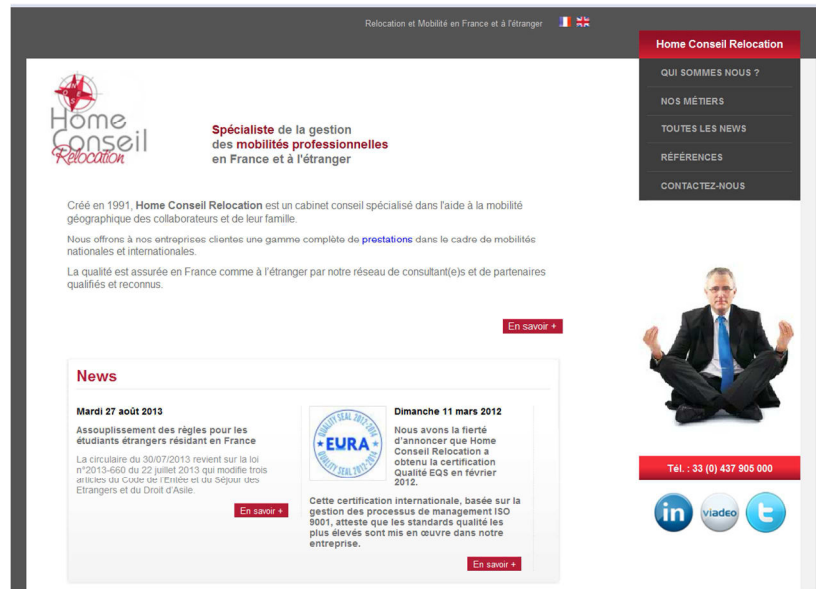 Relocation et Mobilité en France et à l'étranger
Home Conseil Relocation
QUI SOMMES NOUS ?
NOS MÉTIERS
TOUTES LES NEWS
RÉFÉRENCES
CONTACTEZ-NOUS
Home
Conseil
Relocation
Spécialiste de la gestion
des mobilités professionnelles
en France et à l'étranger
Créé en 1991, Home Conseil Relocation est un cabinet conseil spécialisé dans l'aide à la mobilité
géographique des collaborateurs et de leur famille.
Nous offrons à nos entreprises clientes une gamme complète de prestations dans le cadre de mobilités
nationales et internationales.
La qualité est assurée en France comme à l'étranger par notre réseau de consultant(e)s et de partenaires
qualifiés et reconnus.
En savoir +
News
Mardi 27 août 2013
Assouplissement des règles pour les
étudiants étrangers résidant en France
La circulaire du 30/07/2013 revient sur la loi
n°2013-660 du 22 juillet 2013 qui modifie trois
articles du Code de l'Entée et du Séjour des
Etrangers et du Droit d'Asile.
En savoir +
QUALITY SEAL 2012-2014
EURA
QUALITY SEAL 2012-2014
Dimanche 11 mars 2012
Nous avons la fierté
d'annoncer que Home
Conseil Relocation a
obtenu la certification
Qualité EQS en février
2012.
Cette certification internationale, basée sur la
gestion des processus de management ISO
9001, atteste que les standards qualité les
plus élevés sont mis en œuvre dans notre
entreprise.
En savoir +
Tél. : 33 (0) 437 905 000
in
viadeo
t